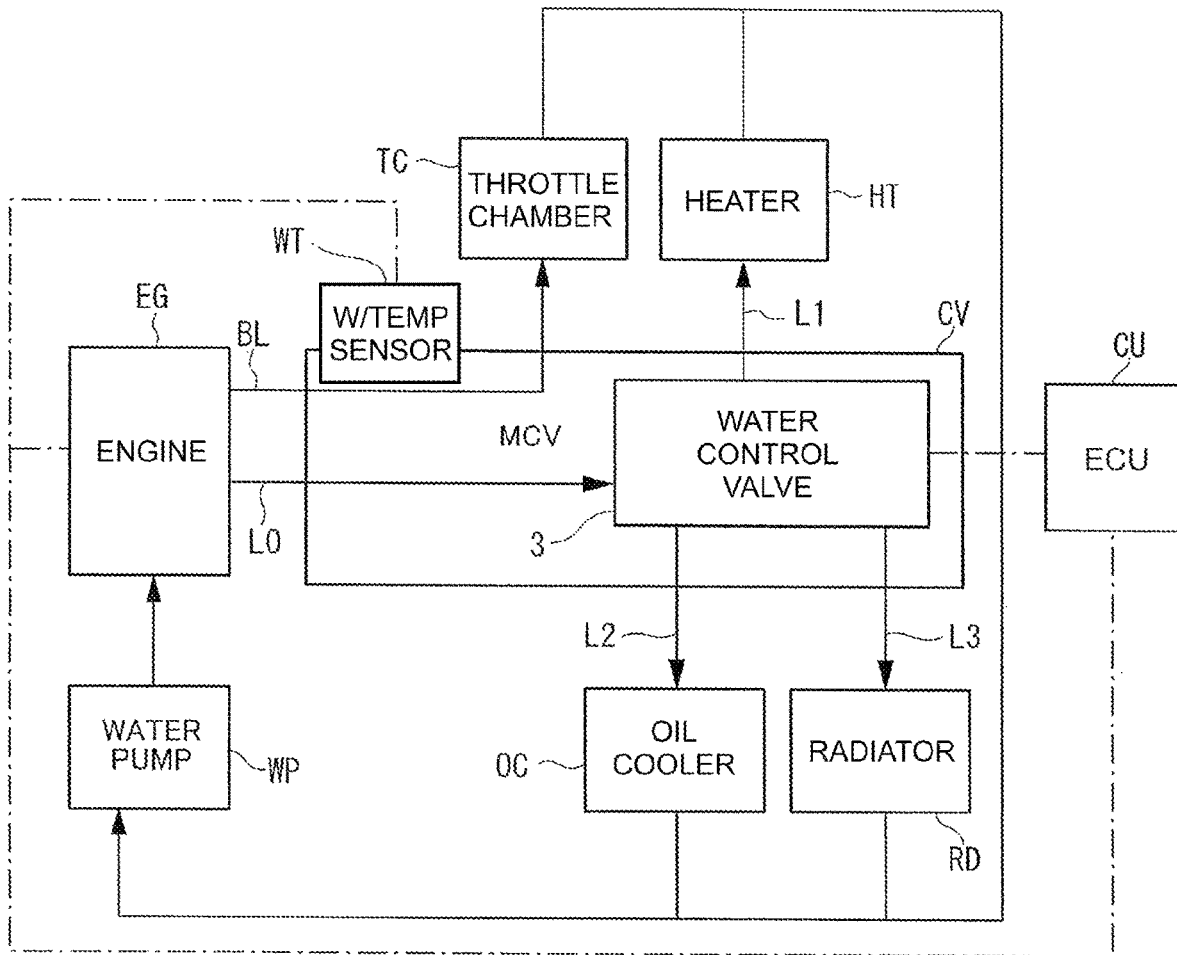 TC
THROTTLE
CHAMBER
HEATER
HT
WT
W/TEMP
SENSOR
EG
BL
L1
CV
CU
ENGINE
MCV
WATER
CONTROL
VALVE
ECU
L0
3
L2
L3
WATER
PUMP
WP
OC
OIL
COOLER
RADIATOR
RD